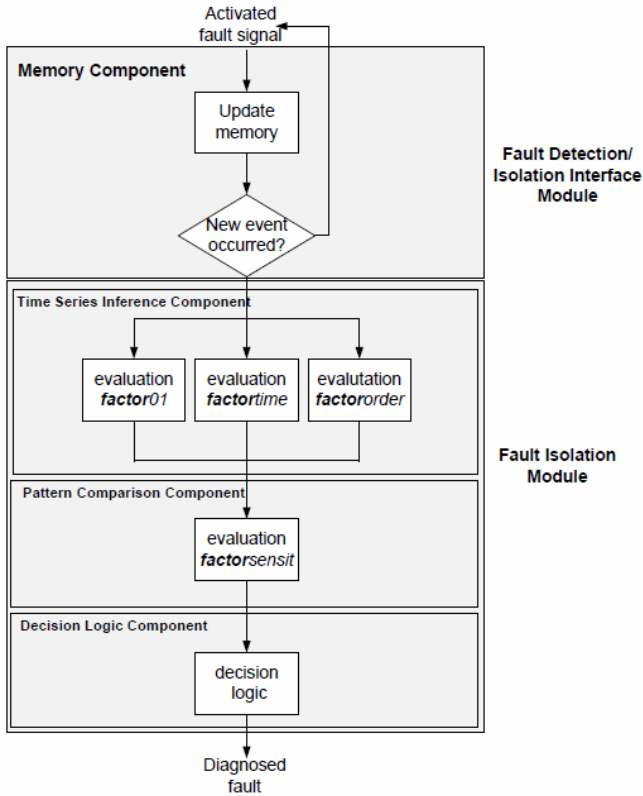 Activated
fault signal
Memory Component
Update
memory
Fault Detection/
Isolation Interface
Module
New event
occurred?
Time Series Inference Component
evaluation
factor01
evaluation
factortime
evalutation
factororder
Fault Isolation
Module
Pattern Comparison Component
evaluation
factorsensit
Decision Logic Component
decision
logic
Diagnosed
fault